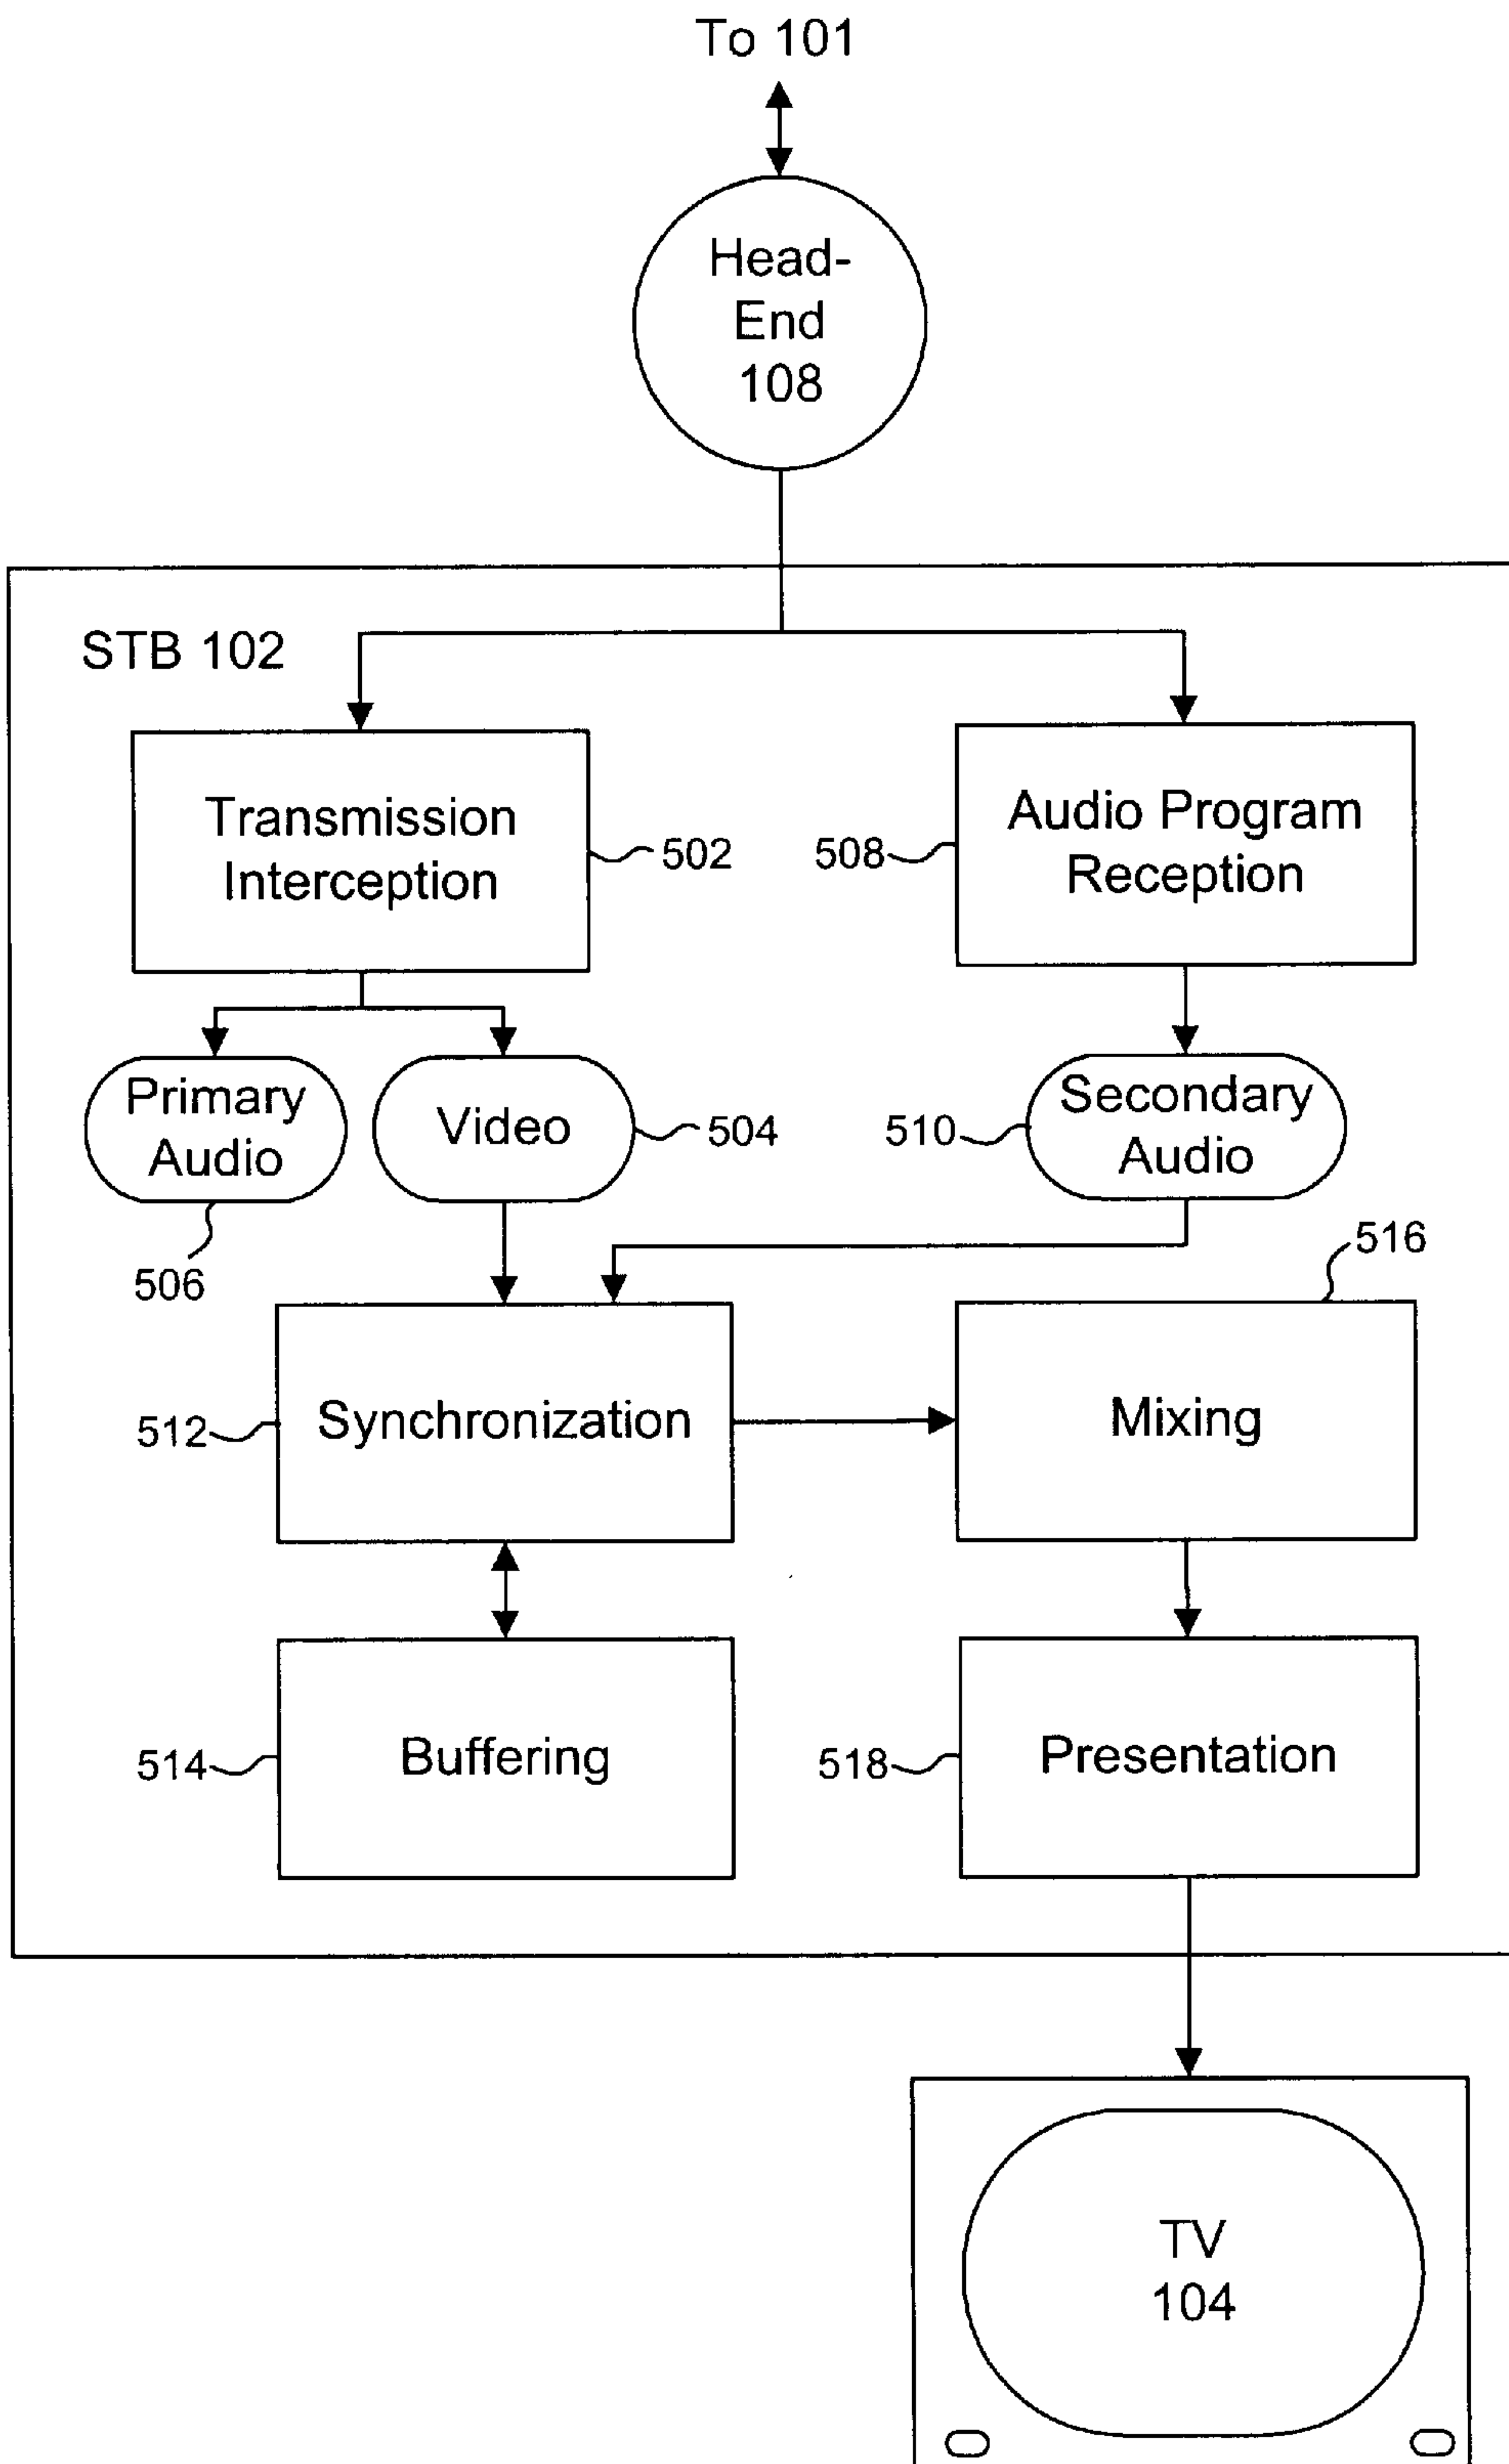 To 101
Head-
End
108
STB 102
Transmission
Interception
502
508
Audio Program
Reception
Primary
Audio
Video
504
510
Secondary
Audio
506
516
512
Synchronization
Mixing
514
Buffering
518
Presentation
TV
104